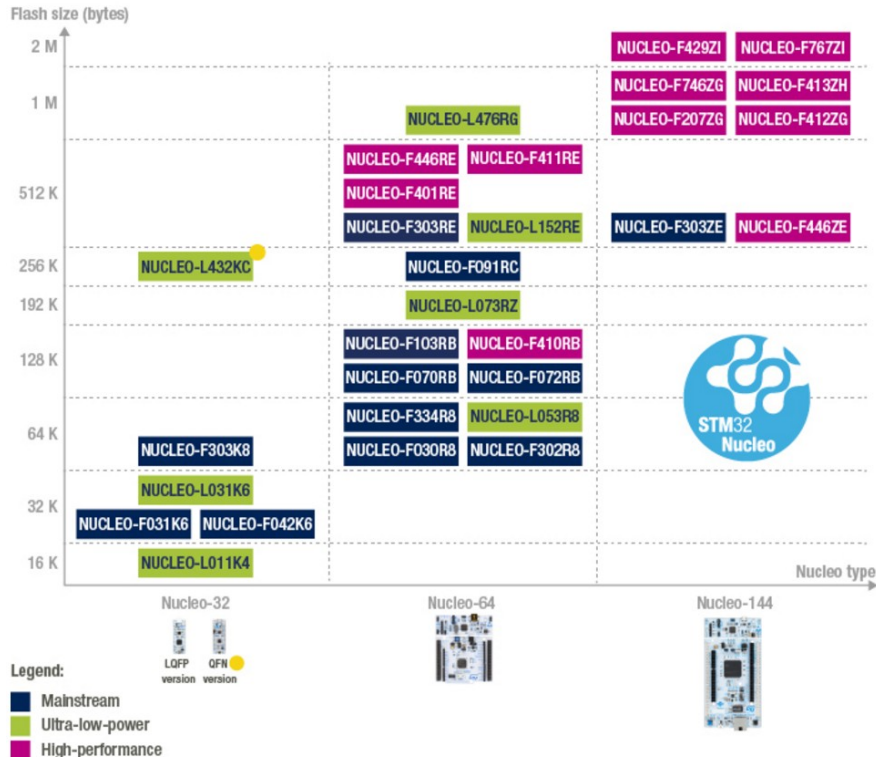 Flash size (bytes)
2 M
NUCLEO-F429ZI NUCLEO-F767ZI
1 M
NUCLEO-F746ZG NUCLEO-F413ZH
NUCLEO-L476RG NUCLEO-F207ZG NUCLEO-F412ZG
512 K
NUCLEO-F446RE NUCLEO-F411RE
NUCLEO-F401RE
NUCLEO-F303RE NUCLEO-L152RE NUCLEO-F303ZE NUCLEO-F446ZE
256 K
NUCLEO-L432KC NUCLEO-F091RC
192 K
NUCLEO-L073RZ
128 K
NUCLEO-F103RB NUCLEO-F410RB
NUCLEO-F070RB NUCLEO-F072RB
64 K
NUCLEO-F334R8 NUCLEO-L053R8
NUCLEO-F303K8 NUCLEO-F030R8 NUCLEO-F302R8
STM32
Nucleo
32 K
NUCLEO-L031K6
NUCLEO-F031K6 NUCLEO-F042K6
16 K
NUCLEO-L011K4
Nucleo type
Nucleo-32 Nucleo-64 Nucleo-144
LQFP version
QFN version
Legend:
Mainstream
Ultra-low-power
High-performance